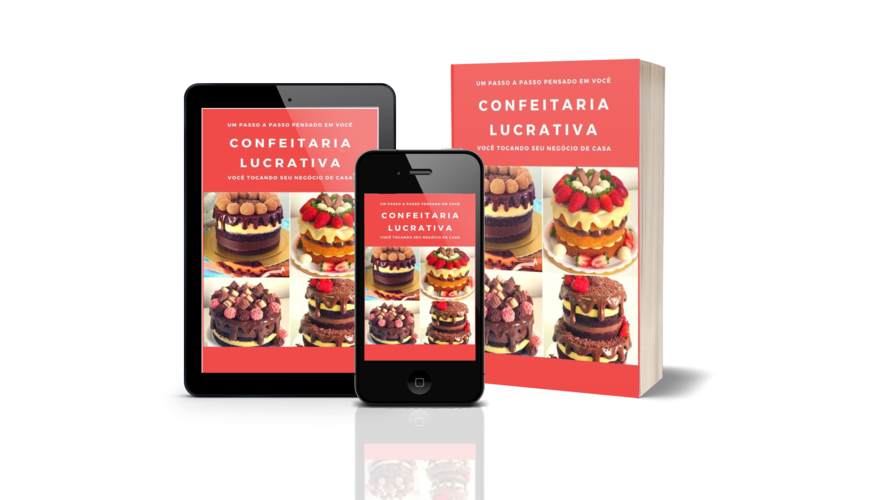 UM PASSO A PASSO PENSADO EM VOCÊ
CONFEITARIA
LUCRATIVA
VOCÊ TOCANDO SEU NEGÓCIO DE CASA
UM PASSO A PASSO PENSADO EM VOCÊ
CONFEITARIA
LUCRATIVA
VOCÊ TOCANDO SEU NEGÓCIO DE CASA
UM PASSO A PASSO PENSADO EM VOCÊ
CONFEITARIA
LUCRATIVA
VOCÊ TOCANDO SEU NEGÓCIO DE CASA